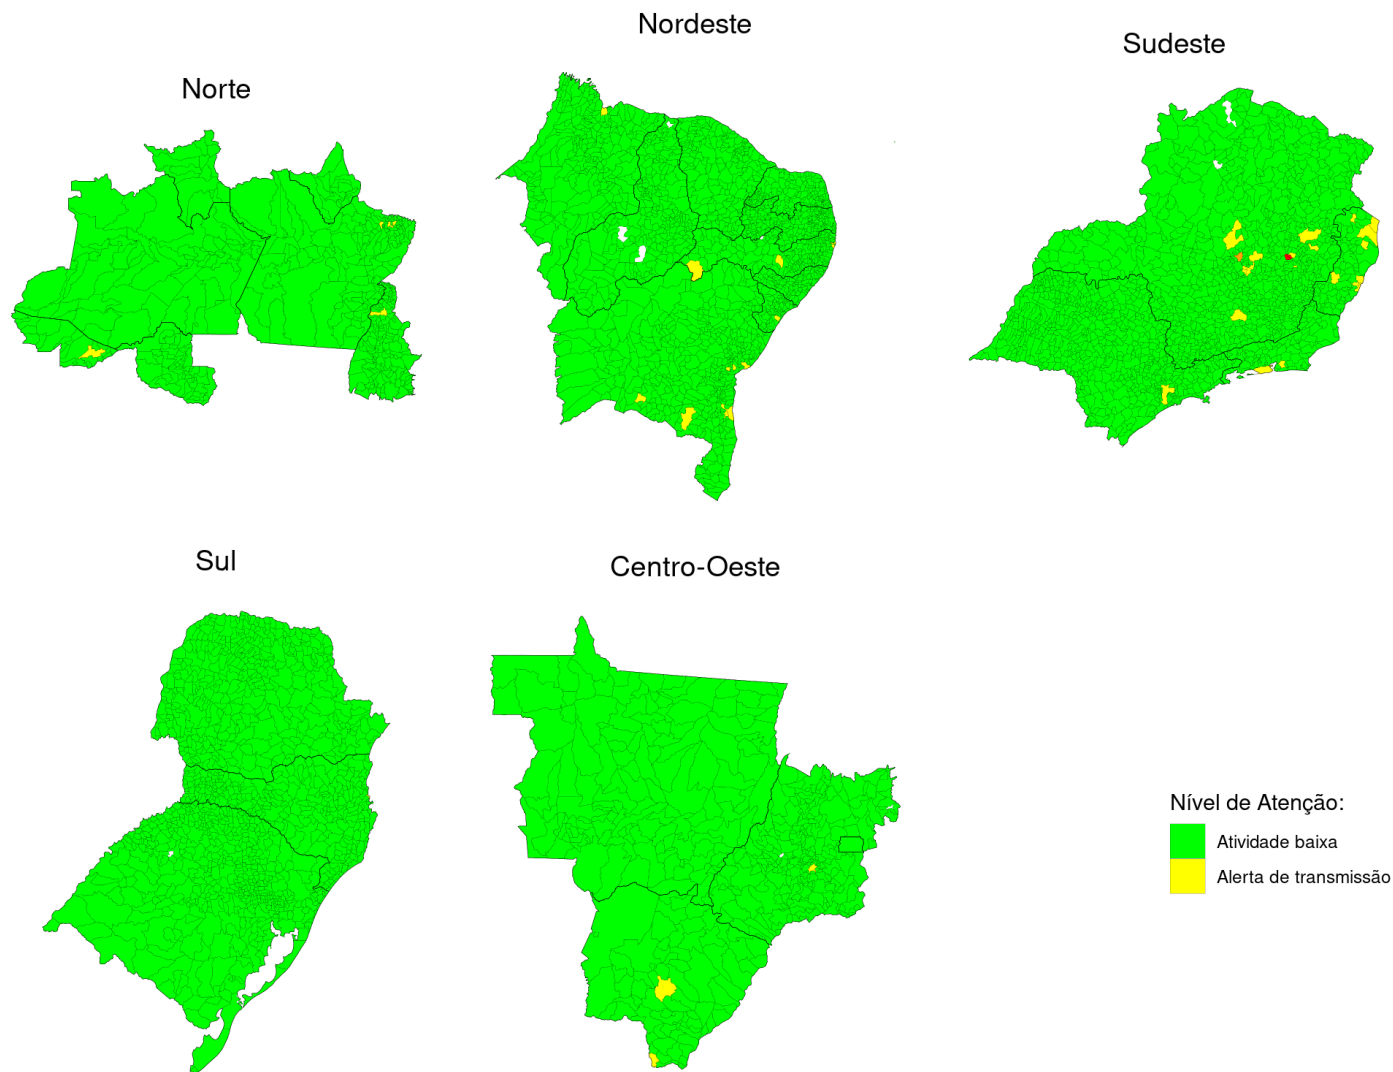 Nordeste
Sudeste
Norte
Sul
Centro-Oeste
Nível de Atenção:
Atividade baixa
Alerta de transmissão